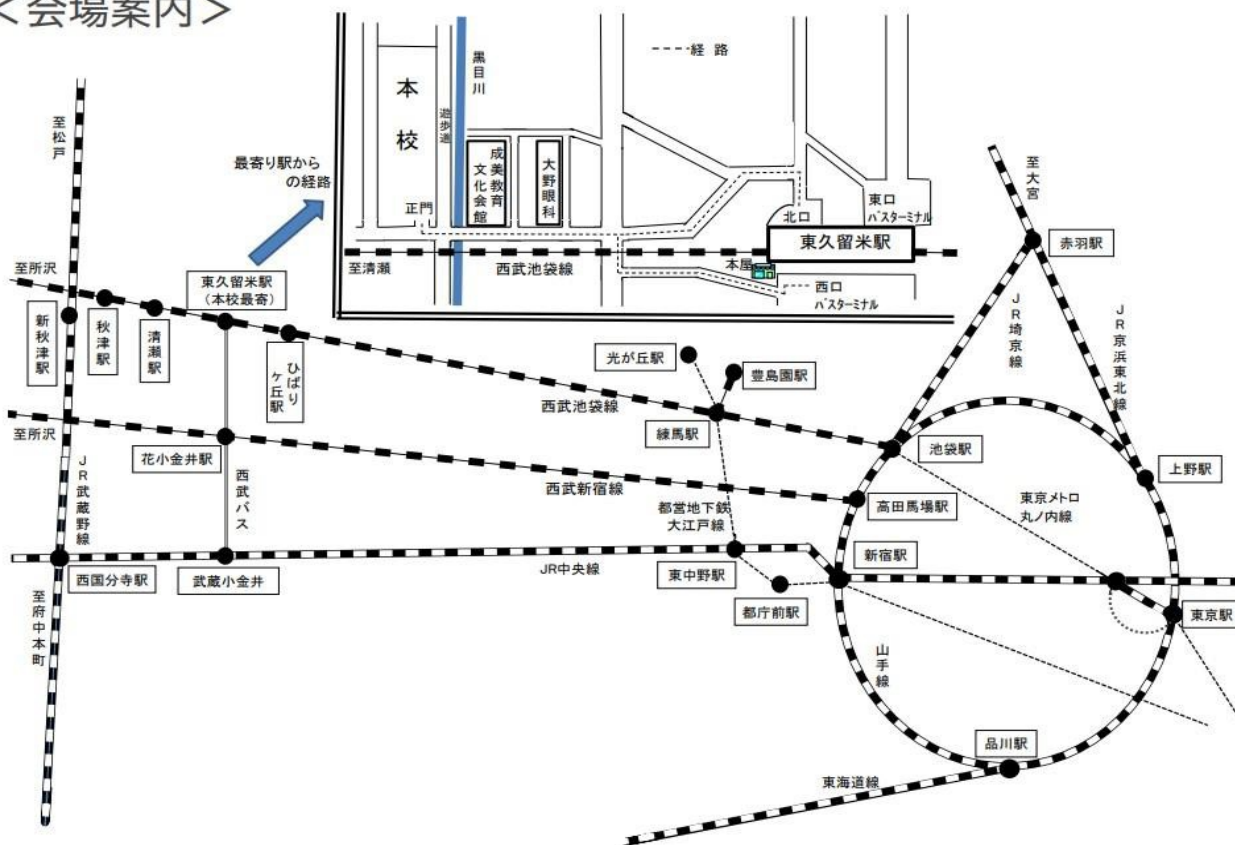 ＜会場案内＞
至松戸
最寄り駅から
の経路
本校
遊歩道
黒目川
----経 路
成美教育
文化会館
大野眼科
正門
北口
東口
バスターミナル
東久留米駅
至清瀬
西武池袋線
本屋
西口
バスターミナル
至大宮
赤羽駅
JR埼京線
JR京浜東北線
至所沢
東久留米駅
（本校最寄）
新秋津駅
秋津駅
清瀬駅
ひばり
ヶ丘駅
光が丘駅
豊島園駅
西武池袋線
練馬駅
池袋駅
上野駅
至所沢
花小金井駅
JR武蔵野線
西武バス
西武新宿線
都営地下鉄
大江戸線
高田馬場駅
東京メトロ
丸ノ内線
新宿駅
西国分寺駅
武蔵小金井
JR中央線
東中野駅
都庁前駅
東京駅
至府中本町
山手線
品川駅
東海道線